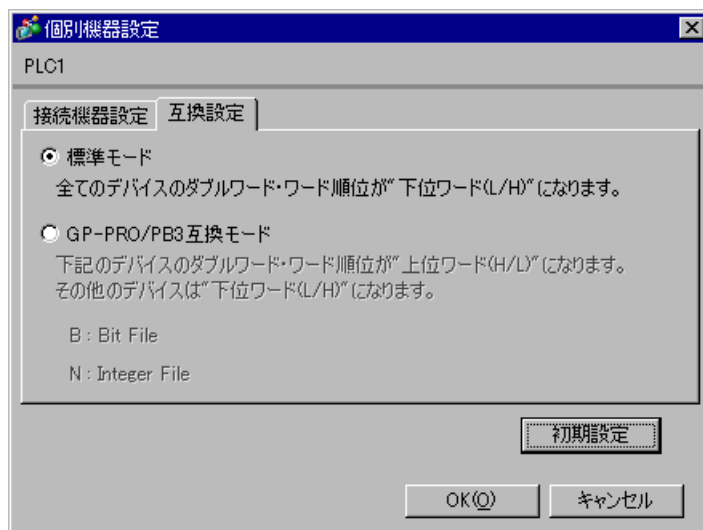 個別機器設定
PLC1
接続機器設定 互換設定
標準モード
全てのデバイスのダブルワード・ワード順位が"下位ワード(L/H)"になります。
GP-PRO/PB3互換モード
下記のデバイスのダブルワード・ワード順位が"上位ワード(H/L)"になります。
その他のデバイスは"下位ワード(L/H)"になります。
B : Bit File
N : Integer File
初期設定
OK(O) キャンセル